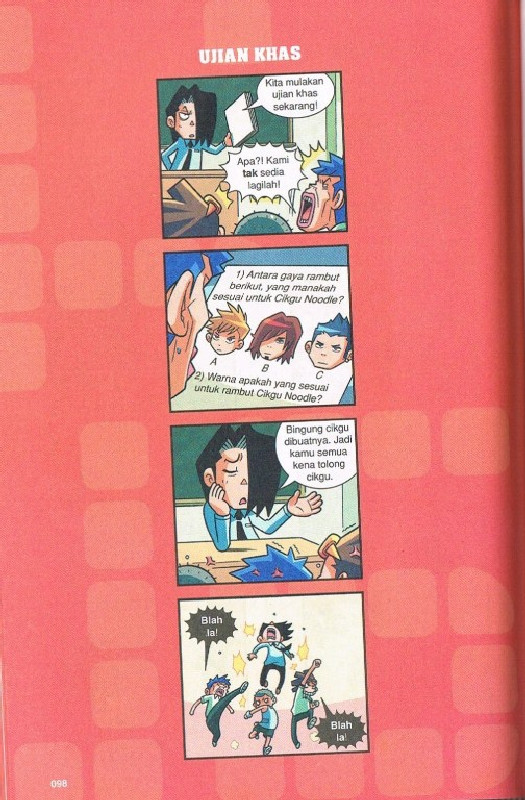 UJIAN KHAS
Kita mulakan
ujian khas
sekarang!
Apa?! Kami
tak sedia
lagilah!
1) Antara gaya rambut
berikut, yang manakah
sesuai untuk Cikgu Noodle?
A
B
C
2) Warna apakah yang sesuai
untuk rambut Cikgu Noodle?
Bingung cikgu
dibuatnya. Jadi
kamu semua
kena tolong
cikgu.
Blah
la!
Blah
la!
098